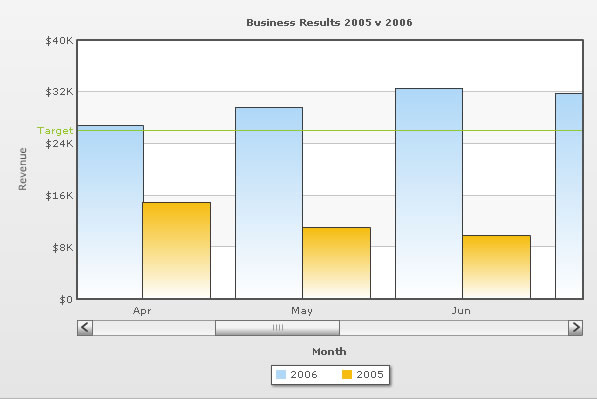 Business Results 2005 v 2006
$40K
$32K
Target
$24K
Revenue
$16K
$8K
$0
Apr May Jun
Month
2006 2005